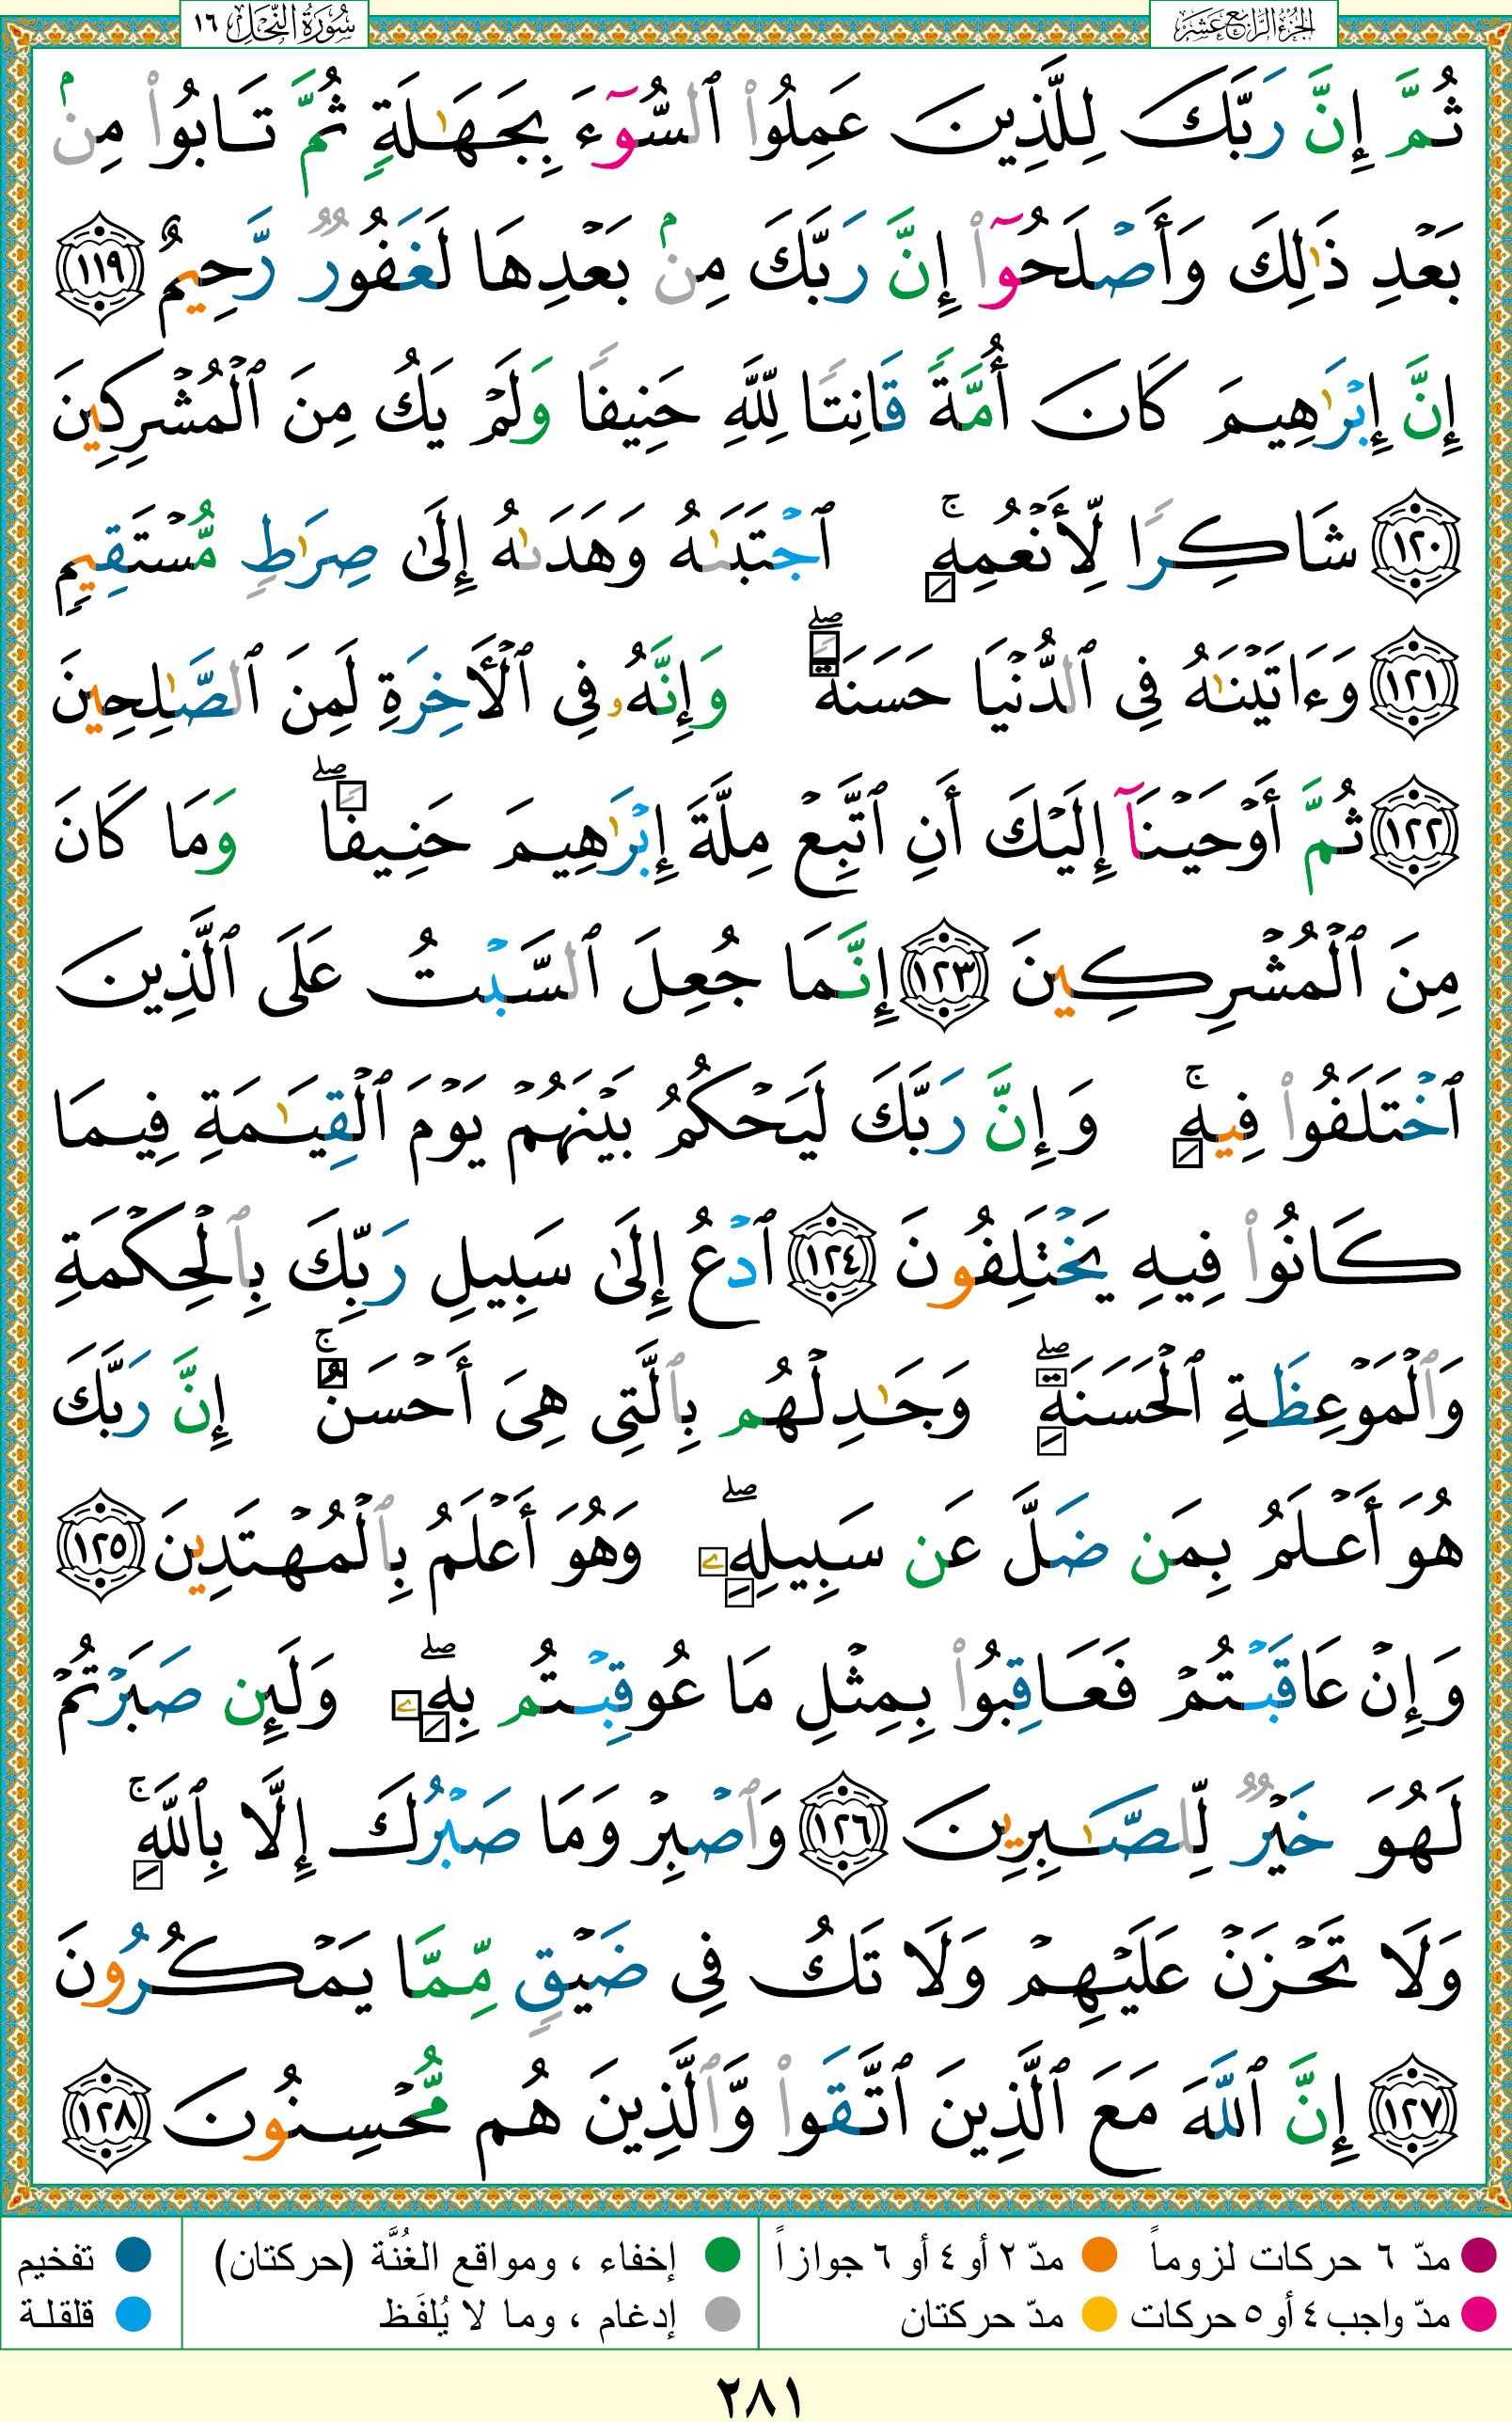 الجزء الرابع عشر
سورة النحل ١٦
ثُمَّ إِنَّ رَبَّكَ لِلَّذِينَ عَمِلُوا۟ ٱلسُّوٓءَ بِجَهَـٰلَةٍ ثُمَّ تَابُوا۟ مِنۢ
بَعْدِ ذَٰلِكَ وَأَصْلَحُوٓا۟ إِنَّ رَبَّكَ مِنۢ بَعْدِهَا لَغَفُورٌ رَّحِيمٌ ١١٩
إِنَّ إِبْرَٰهِيمَ كَانَ أُمَّةً قَانِتًا لِّلَّهِ حَنِيفًا وَلَمْ يَكُ مِنَ ٱلْمُشْرِكِينَ
١٢٠ شَاكِرًا لِّأَنْعُمِهِ ۚ ٱجْتَبَىٰهُ وَهَدَىٰهُ إِلَىٰ صِرَٰطٍ مُّسْتَقِيمٍ
١٢١ وَءَاتَيْنَـٰهُ فِى ٱلدُّنْيَا حَسَنَةً ۖ وَإِنَّهُۥ فِى ٱلْأَخِرَةِ لَمِنَ ٱلصَّـٰلِحِينَ
١٢٢ ثُمَّ أَوْحَيْنَآ إِلَيْكَ أَنِ ٱتَّبِعْ مِلَّةَ إِبْرَٰهِيمَ حَنِيفًا ۖ وَمَا كَانَ
مِنَ ٱلْمُشْرِكِينَ ١٢٣ إِنَّمَا جُعِلَ ٱلسَّبْتُ عَلَى ٱلَّذِينَ
ٱخْتَلَفُوا۟ فِيهِ ۚ وَإِنَّ رَبَّكَ لَيَحْكُمُ بَيْنَهُمْ يَوْمَ ٱلْقِيَـٰمَةِ فِيمَا
كَانُوا۟ فِيهِ يَخْتَلِفُونَ ١٢٤ ٱدْعُ إِلَىٰ سَبِيلِ رَبِّكَ بِٱلْحِكْمَةِ
وَٱلْمَوْعِظَةِ ٱلْحَسَنَةِ ۖ وَجَـٰدِلْهُم بِٱلَّتِى هِىَ أَحْسَنُ ۚ إِنَّ رَبَّكَ
هُوَ أَعْلَمُ بِمَن ضَلَّ عَن سَبِيلِهِۦ ۖ وَهُوَ أَعْلَمُ بِٱلْمُهْتَدِينَ ١٢٥
وَإِنْ عَاقَبْتُمْ فَعَاقِبُوا۟ بِمِثْلِ مَا عُوقِبْتُم بِهِۦ ۖ وَلَئِن صَبَرْتُمْ
لَهُوَ خَيْرٌ لِّلصَّـٰبِرِينَ ١٢٦ وَٱصْبِرْ وَمَا صَبْرُكَ إِلَّا بِٱللَّهِ ۚ
وَلَا تَحْزَنْ عَلَيْهِمْ وَلَا تَكُ فِى ضَيْقٍ مِّمَّا يَمْكُرُونَ
١٢٧ إِنَّ ٱللَّهَ مَعَ ٱلَّذِينَ ٱتَّقَوا۟ وَّٱلَّذِينَ هُم مُّحْسِنُونَ ١٢٨
مدّ ٦ حركات لزوماً مدّ ٢ أو ٤ أو ٦ جوازاً إخفاء ، ومواقع الغُنَّة (حركتان) تفخيم
مدّ واجب ٤ أو ٥ حركات مدّ حركتان إدغام ، وما لا يُلفَظ قلقلة
٢٨١